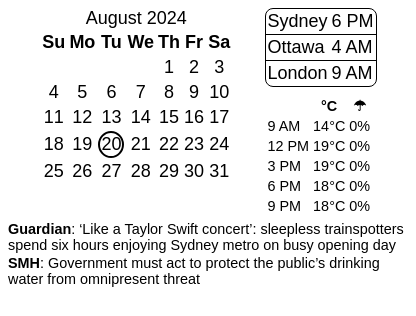 August 2024
Su Mo Tu We Th Fr Sa
1 2 3
4 5 6 7 8 9 10
11 12 13 14 15 16 17
18 19 20 21 22 23 24
25 26 27 28 29 30 31
Sydney 6 PM
Ottawa 4 AM
London 9 AM
°C ☂
9 AM 14°C 0%
12 PM 19°C 0%
3 PM 19°C 0%
6 PM 18°C 0%
9 PM 18°C 0%
Guardian: ‘Like a Taylor Swift concert’: sleepless trainspotters
spend six hours enjoying Sydney metro on busy opening day
SMH: Government must act to protect the public’s drinking
water from omnipresent threat